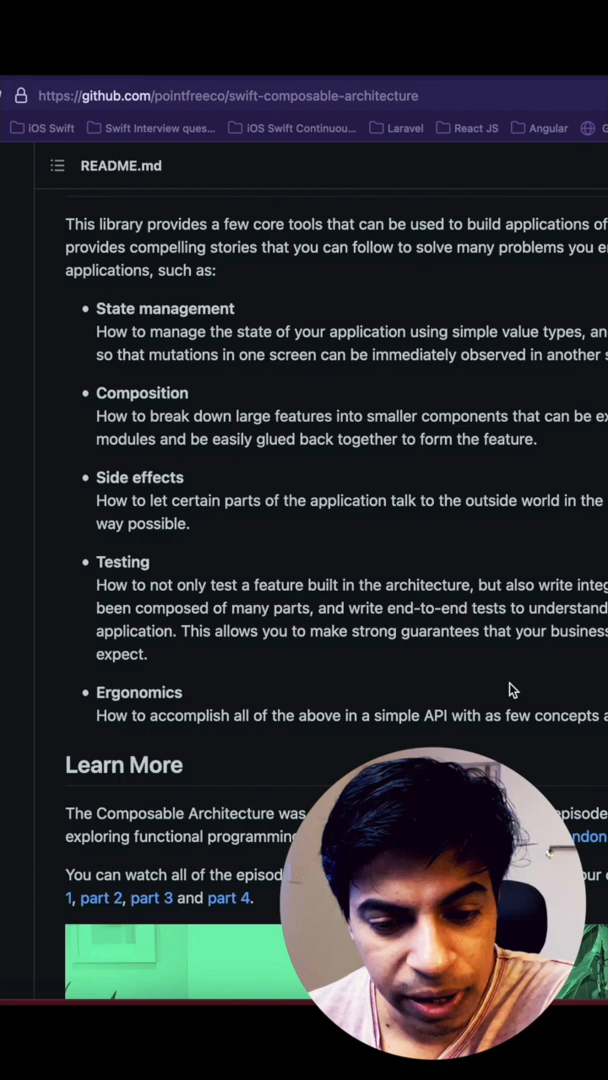 https://github.com/pointfreeco/swift-composable-architecture
iOS Swift Swift Interview ques... iOS Swift Continuou... Laravel React JS Angular
README.md
This library provides a few core tools that can be used to build applications of
provides compelling stories that you can follow to solve many problems you
applications, such as:
• State management
How to manage the state of your application using simple value types,
so that mutations in one screen can be immediately observed in another
• Composition
How to break down large features into smaller components that can be
modules and be easily glued back together to form the feature.
• Side effects
How to let certain parts of the application talk to the outside world in the
way possible.
• Testing
How to not only test a feature built in the architecture, but also write
been composed of many parts, and write end-to-end tests to understand
application. This allows you to make strong guarantees that your business
expect.
• Ergonomics
How to accomplish all of the above in a simple API with as few concepts
Learn More
The Composable Architecture was
exploring functional programming
You can watch all of the
1, part 2, part 3 and part 4.